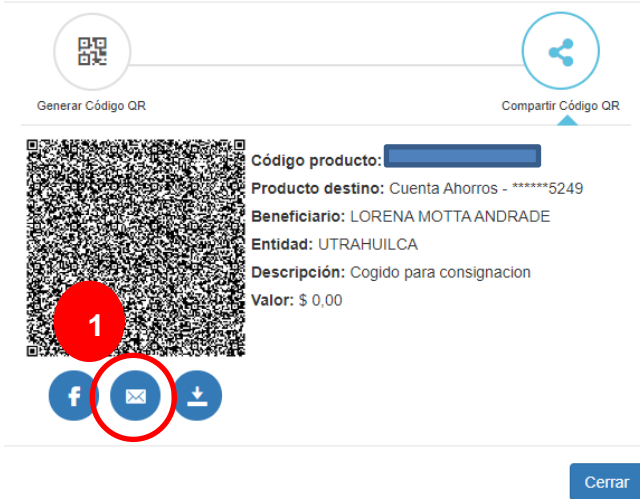 Generar Código QR
Compartir Código QR
Código producto:
Producto destino: Cuenta Ahorros - ******5249
Beneficiario: LORENA MOTTA ANDRADE
Entidad: UTRAHUILCA
Descripción: Cogido para consignacion
Valor: $ 0,00
1
f
Cerrar